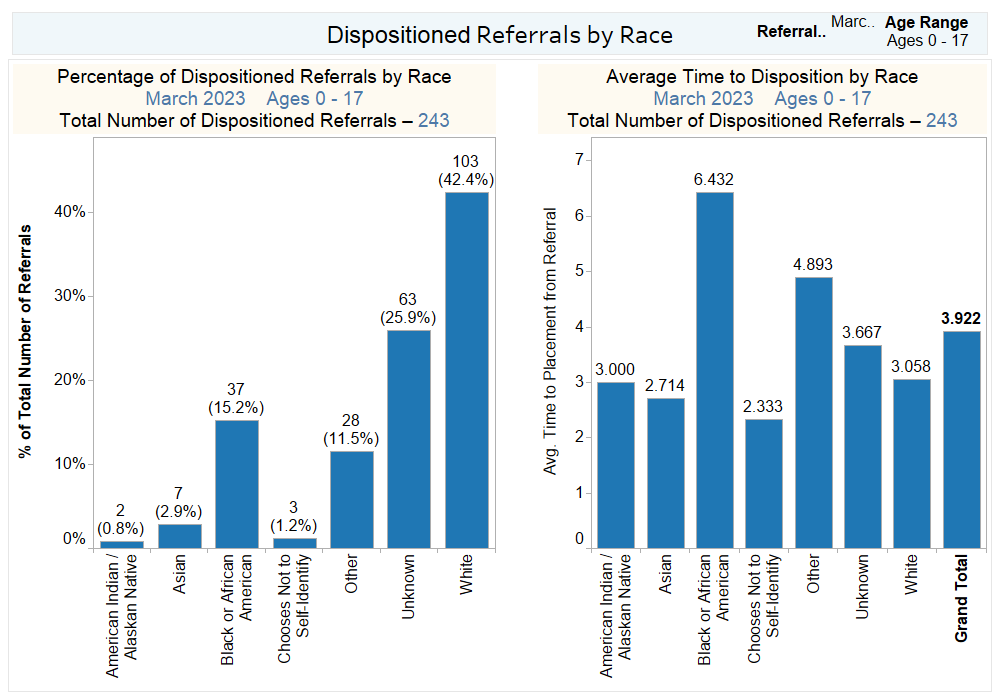 Dispositioned Referrals by Race
Referral..
Marc..
Age Range
Ages 0 - 17
Percentage of Dispositioned Referrals by Race
March 2023 Ages 0 - 17
Total Number of Dispositioned Referrals – 243
% of Total Number of Referrals
40%
30%
20%
10%
0%
2
(0.8%)
7
(2.9%)
37
(15.2%)
3
(1.2%)
28
(11.5%)
63
(25.9%)
103
(42.4%)
American Indian /
Alaskan Native
Asian
Black or African
American
Chooses Not to
Self-Identify
Other
Unknown
White
Average Time to Disposition by Race
March 2023 Ages 0 - 17
Total Number of Dispositioned Referrals – 243
Avg. Time to Placement from Referral
7
6
5
4
3
2
1
0
3.000
2.714
6.432
2.333
4.893
3.667
3.058
3.922
American Indian /
Alaskan Native
Asian
Black or African
American
Chooses Not to
Self-Identify
Other
Unknown
White
Grand Total